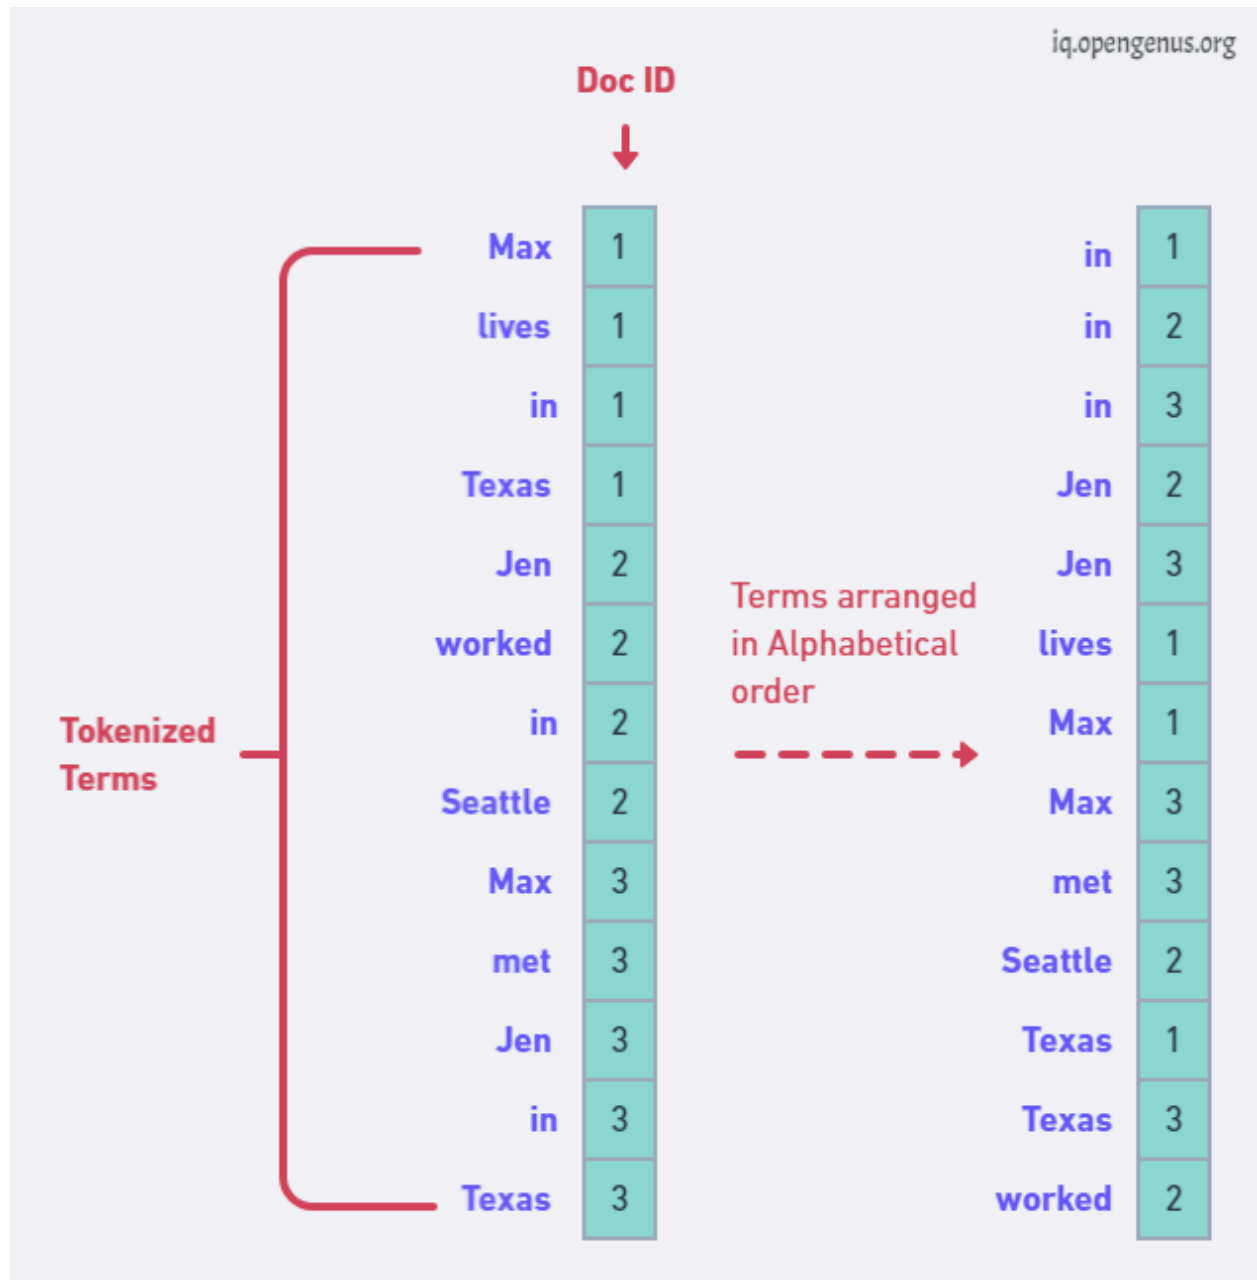 iq.opengenus.org
Doc ID
Max 1
lives 1
in 1
Texas 1
Jen 2
worked 2
in 2
Seattle 2
Max 3
met 3
Jen 3
in 3
Texas 3
Tokenized
Terms
Terms arranged
in Alphabetical
order
in 1
in 2
in 3
Jen 2
Jen 3
lives 1
Max 1
Max 3
met 3
Seattle 2
Texas 1
Texas 3
worked 2